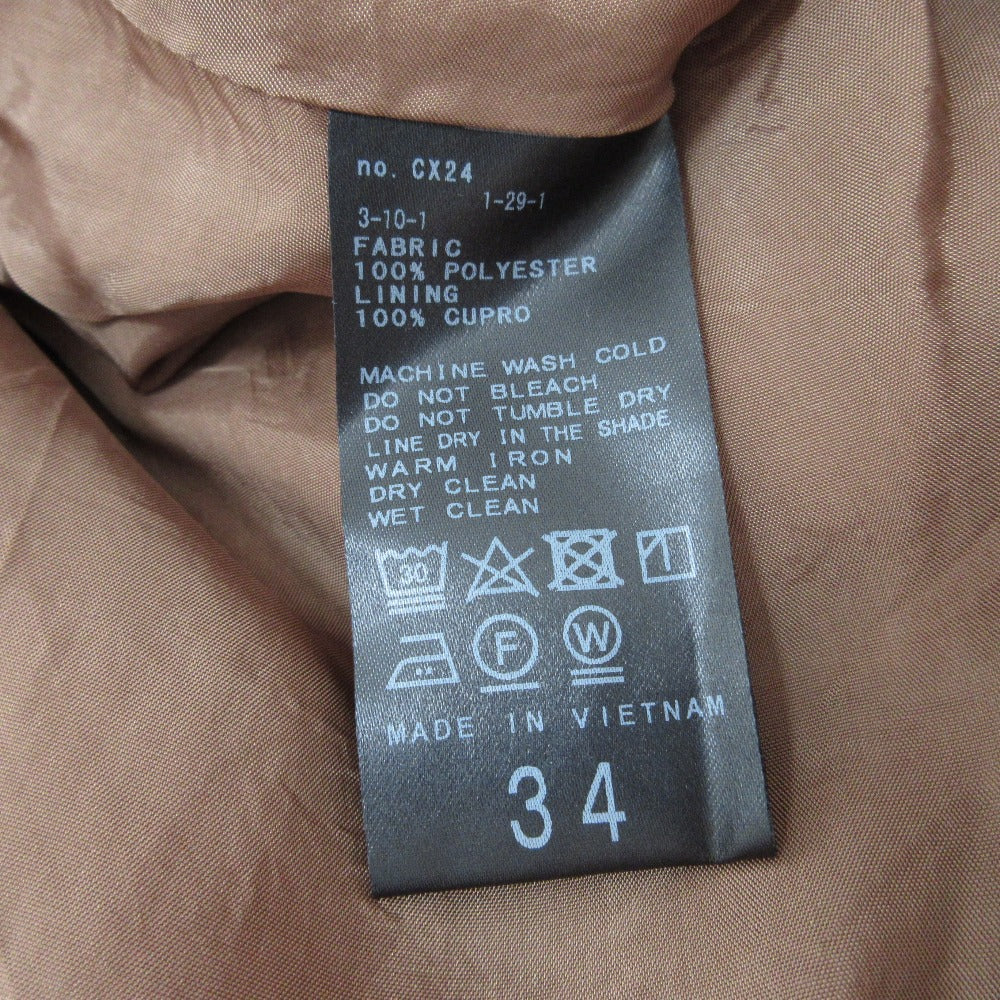 no. CX24
1-29-1
3-10-1
FABRIC
100% POLYESTER
LINING
100% CUPRO
MACHINE WASH COLD
DO NOT BLEACH
DO NOT TUMBLE DRY
LINE DRY IN THE SHADE
WARM IRON
DRY CLEAN
WET CLEAN
30
F W
MADE IN VIETNAM
34